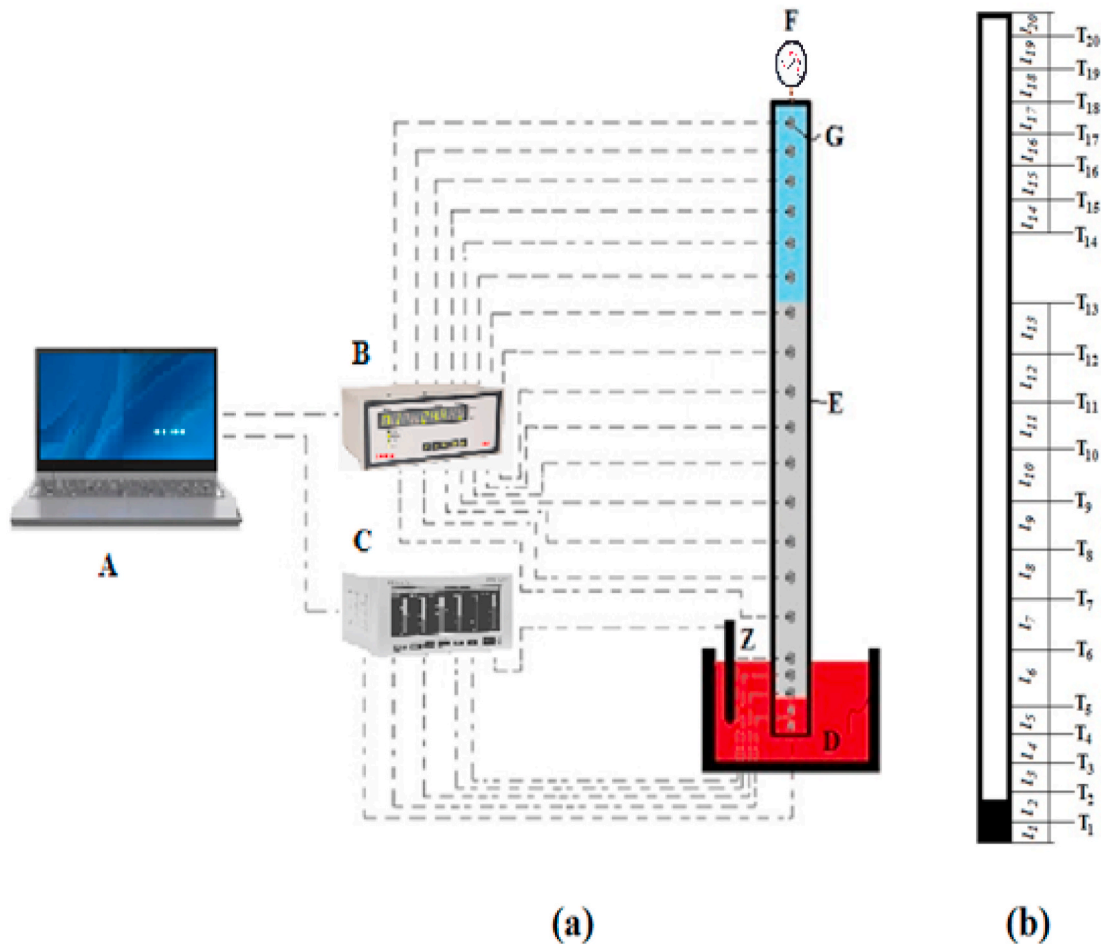 F
G
B
E
A
C
Z
D
(a)
l₂₀
T₂₀
l₁₉
T₁₉
l₁₈
T₁₈
l₁₇
T₁₇
l₁₆
T₁₆
l₁₅
T₁₅
l₁₄
T₁₄
T₁₃
l₁₃
T₁₂
l₁₂
T₁₁
l₁₁
T₁₀
l₁₀
T₉
l₉
T₈
l₈
T₇
l₇
T₆
l₆
T₅
l₅
T₄
l₄
T₃
l₃
T₂
l₂
T₁
l₁
(b)